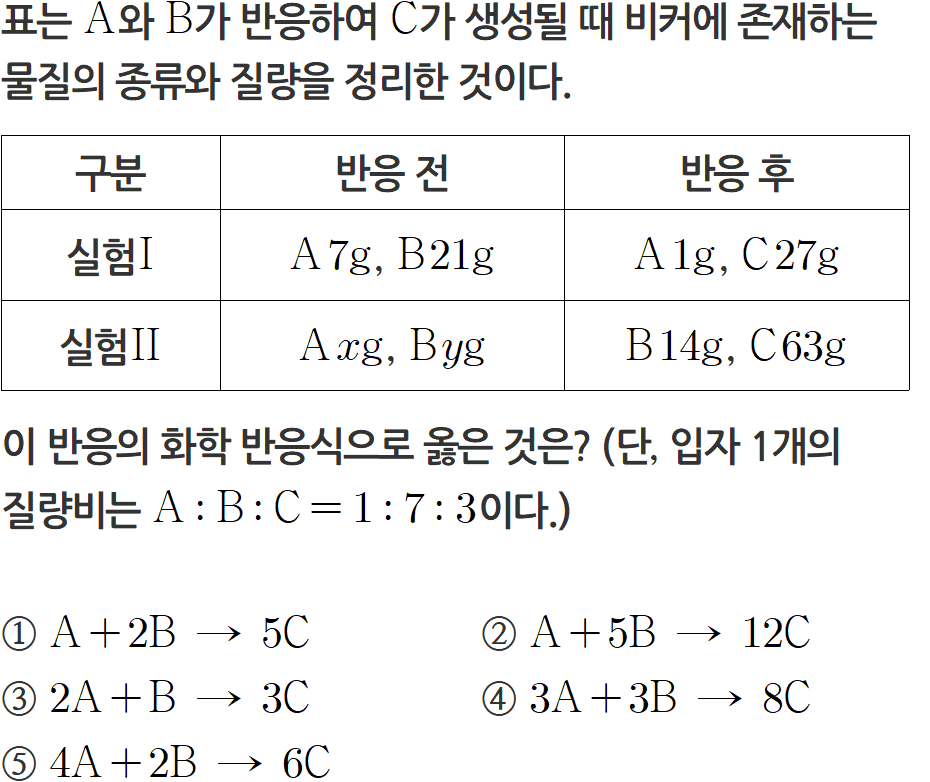 표는 A와 B가 반응하여 C가 생성될 때 비커에 존재하는
물질의 종류와 질량을 정리한 것이다.
구분 반응 전 반응 후
실험I A 7g, B 21g A 1g, C 27g
실험II A xg, B yg B 14g, C 63g
이 반응의 화학 반응식으로 옳은 것은? (단, 입자 1개의
질량비는 A : B : C = 1 : 7 : 3이다.)
① A + 2B → 5C ② A + 5B → 12C
③ 2A + B → 3C ④ 3A + 3B → 8C
⑤ 4A + 2B → 6C